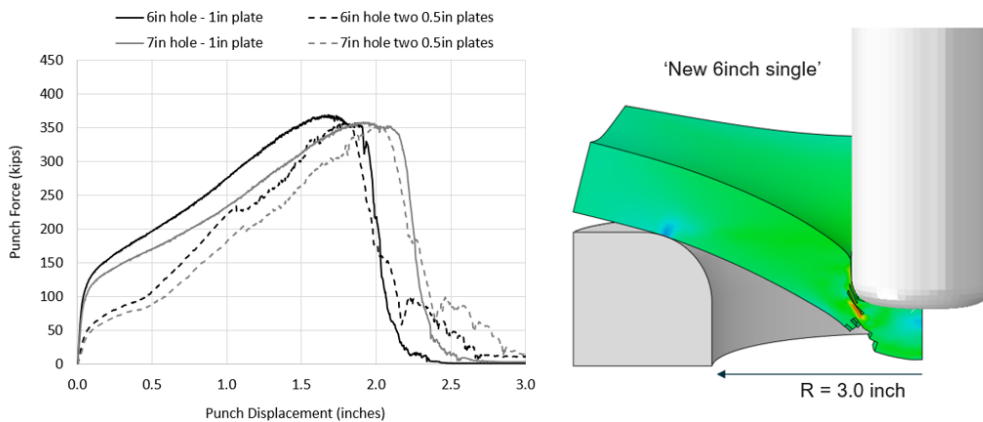 6in hole - 1in plate
6in hole two 0.5in plates
7in hole - 1in plate
7in hole two 0.5in plates
450
400
350
300
250
200
150
100
50
0
Punch Force (kips)
0.0 0.5 1.0 1.5 2.0 2.5 3.0
Punch Displacement (inches)
‘New 6inch single’
R = 3.0 inch